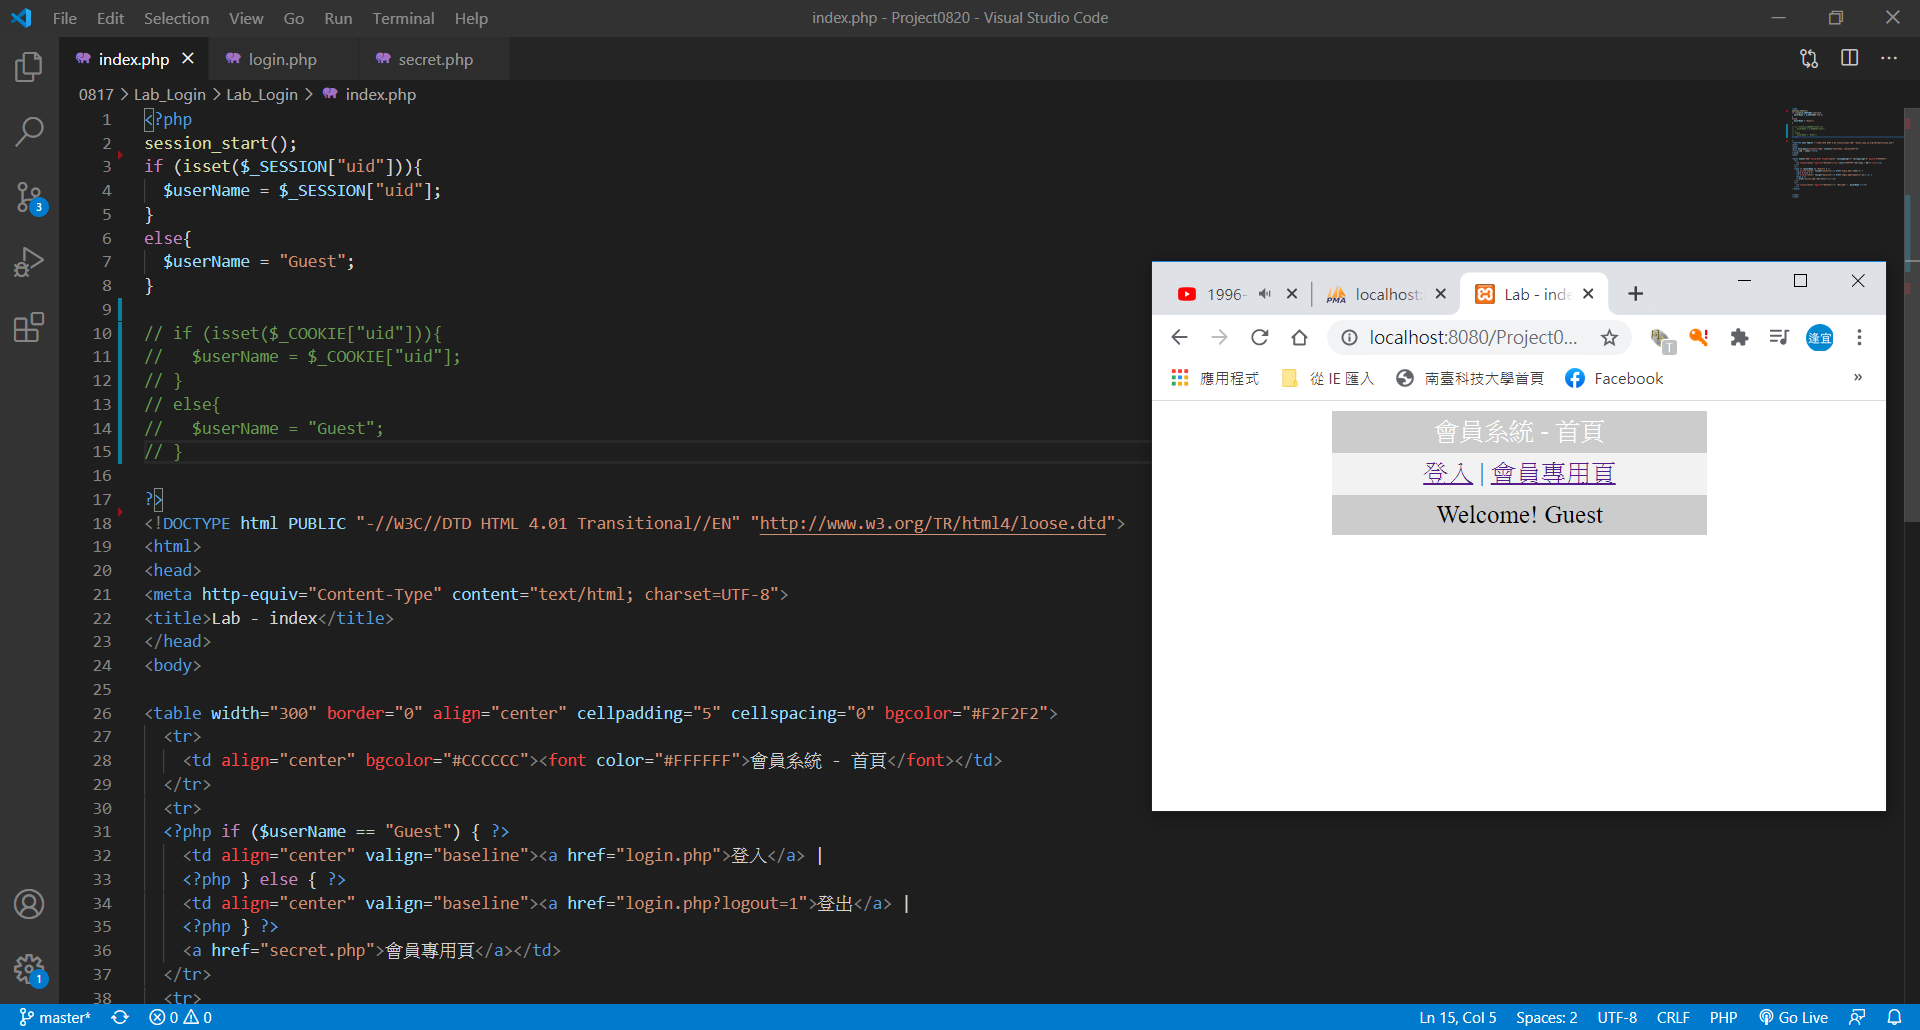 File Edit Selection View Go Run Terminal Help
index.php - Project0820 - Visual Studio Code
index.php
login.php
secret.php
0817 > Lab_Login > Lab_Login > index.php
1 <?php
2 session_start();
3 if (isset($_SESSION["uid"])){
4 $userName = $_SESSION["uid"];
5 }
6 else{
7 $userName = "Guest";
8 }
9
10 // if (isset($_COOKIE["uid"])){
11 //   $userName = $_COOKIE["uid"];
12 // }
13 // else{
14 //   $userName = "Guest";
15 // }
16
17 ?>
18 <!DOCTYPE html PUBLIC "-//W3C//DTD HTML 4.01 Transitional//EN" "http://www.w3.org/TR/html4/loose.dtd">
19 <html>
20 <head>
21 <meta http-equiv="Content-Type" content="text/html; charset=UTF-8">
22 <title>Lab - index</title>
23 </head>
24 <body>
25
26 <table width="300" border="0" align="center" cellpadding="5" cellspacing="0" bgcolor="#F2F2F2">
27 <tr>
28 <td align="center" bgcolor="#CCCCCC"><font color="#FFFFFF">會員系統 - 首頁</font></td>
29 </tr>
30 <tr>
31 <?php if ($userName == "Guest") { ?>
32 <td align="center" valign="baseline"><a href="login.php">登入</a> |
33 <?php } else { ?>
34 <td align="center" valign="baseline"><a href="login.php?logout=1">登出</a> |
35 <?php } ?>
36 <a href="secret.php">會員專用頁</a></td>
37 </tr>
38 <tr>
3
1
1996-
localhost:
Lab - inde
localhost:8080/Project0...
T
逢宜
應用程式
從 IE 匯入
南臺科技大學首頁
Facebook
»
會員系統 - 首頁
登入 | 會員專用頁
Welcome! Guest
PMA
master*
0
0
Ln 15, Col 5
Spaces: 2
UTF-8
CRLF
PHP
Go Live